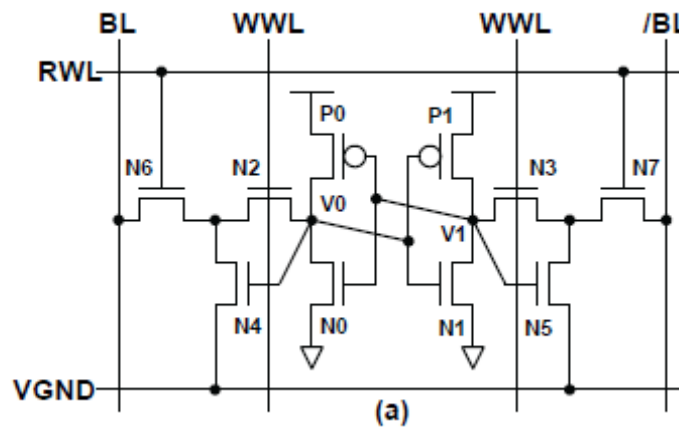 BL WWL WWL /BL
RWL
P0 P1
N6 N2 N3 N7
V0 V1
N4 N0 N1 N5
VGND
(a)